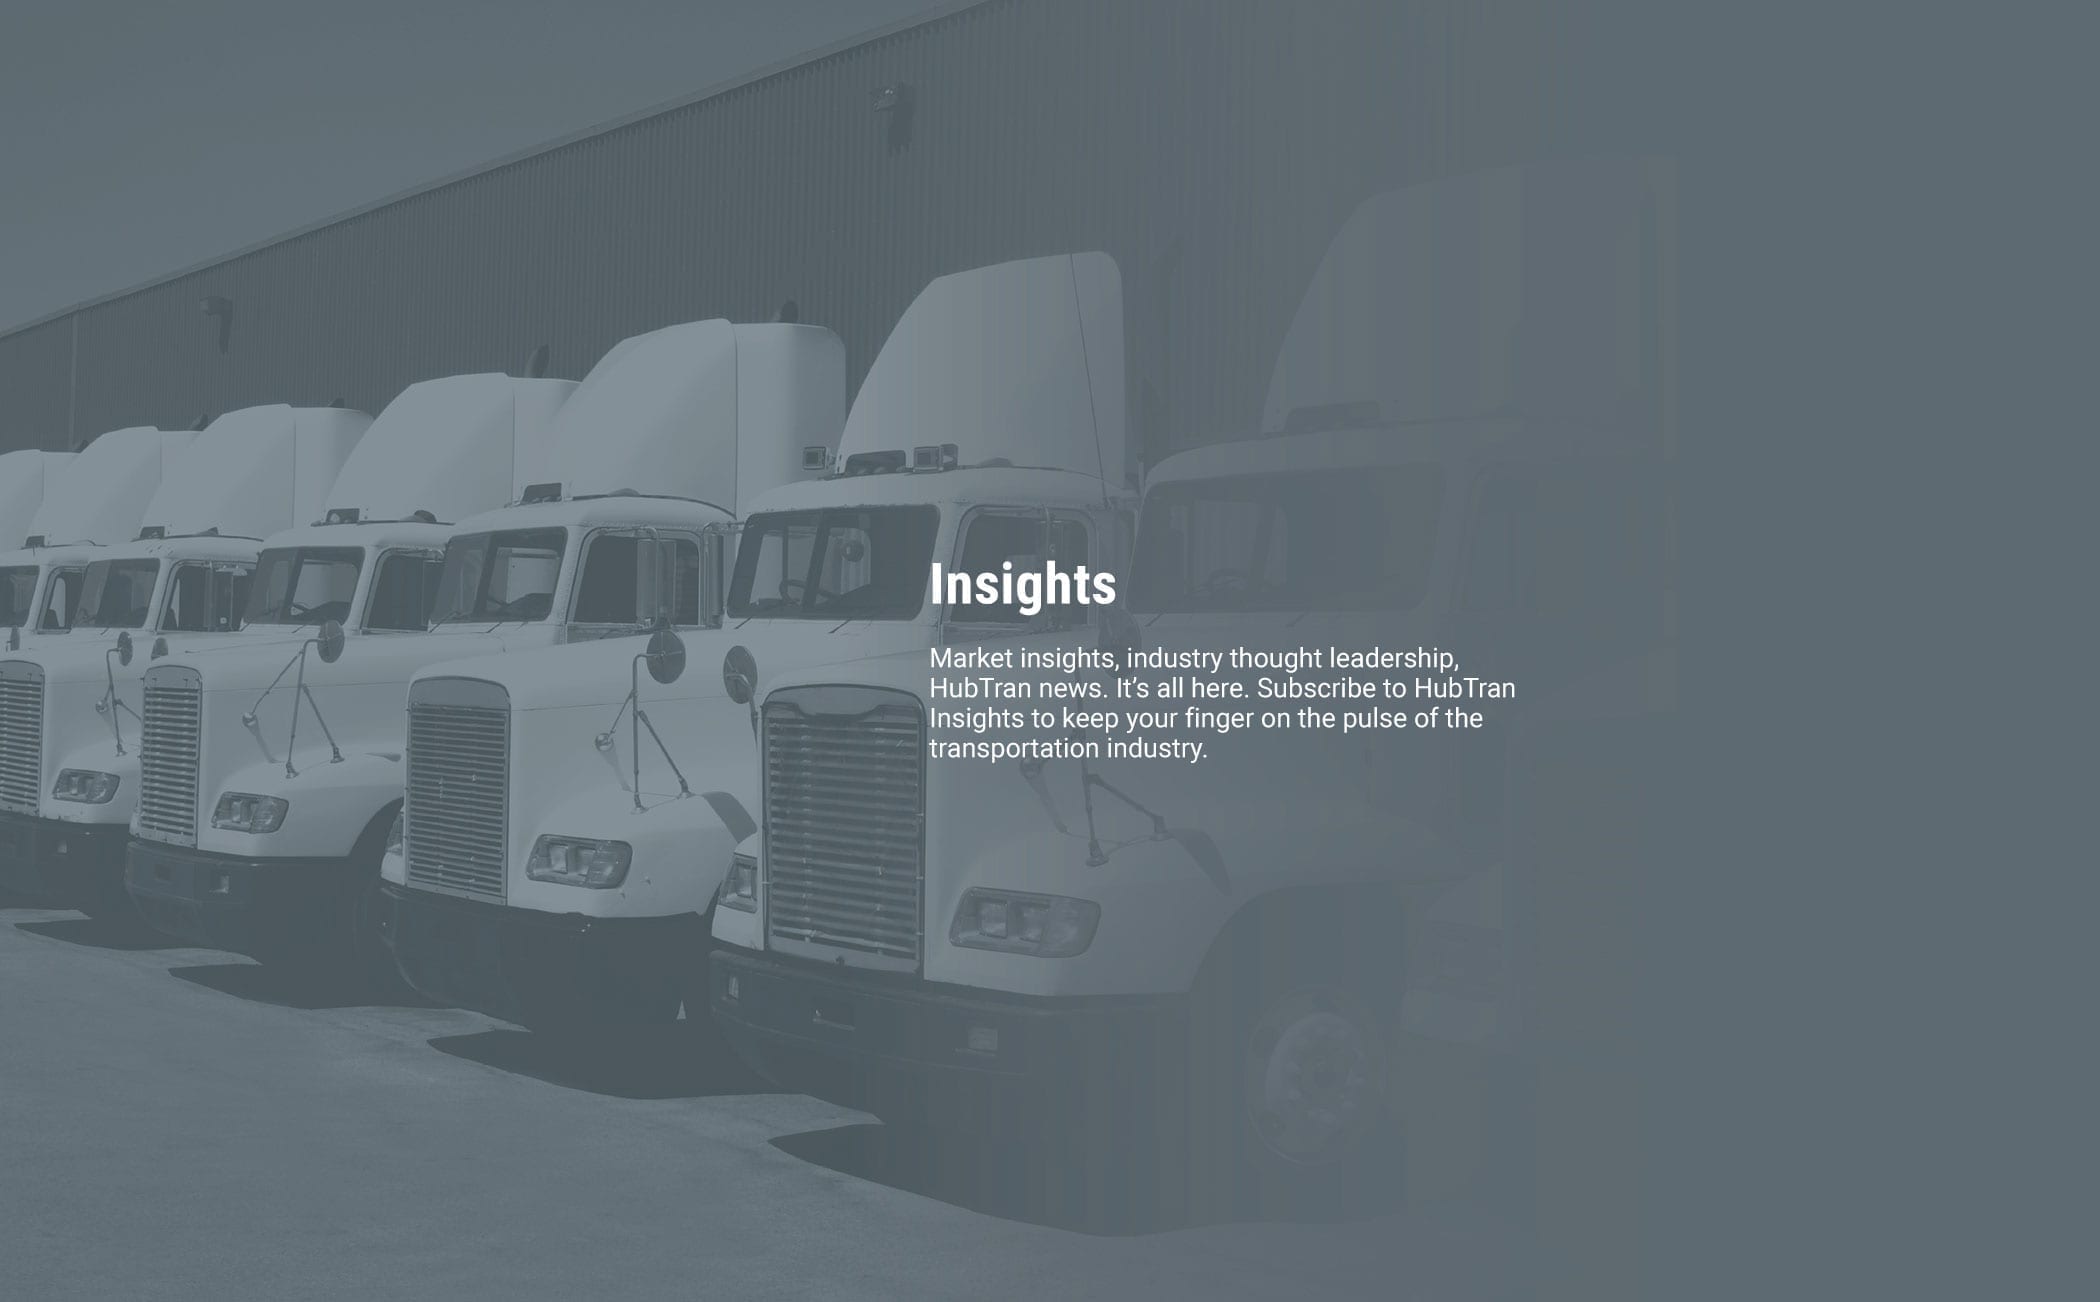 Insights
Market insights, industry thought leadership,
HubTran news. It’s all here. Subscribe to HubTran
Insights to keep your finger on the pulse of the
transportation industry.